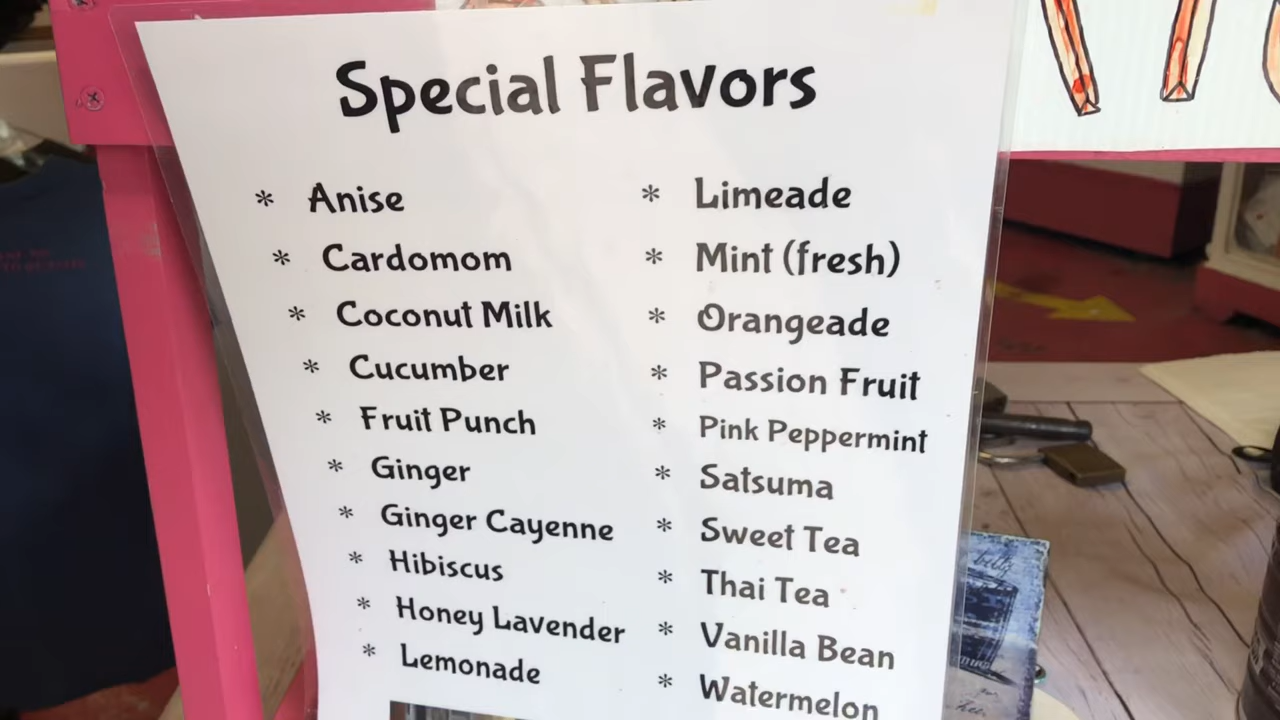 Special Flavors
* Anise
* Cardomom
* Coconut Milk
* Cucumber
* Fruit Punch
* Ginger
* Ginger Cayenne
* Hibiscus
* Honey Lavender
* Lemonade
* Limeade
* Mint (fresh)
* Orangeade
* Passion Fruit
* Pink Peppermint
* Satsuma
* Sweet Tea
* Thai Tea
* Vanilla Bean
* Watermelon